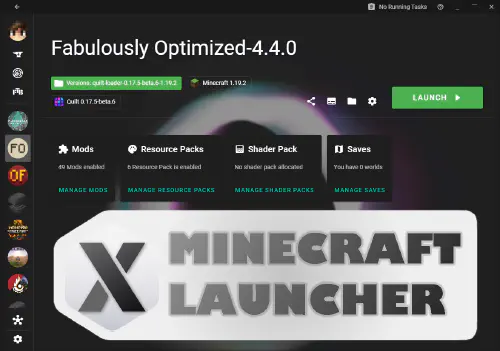 No Running Tasks
Fabulously Optimized-4.4.0
Versions: quilt-loader-0.17.5-beta.6-1.19.2
Minecraft 1.19.2
Quilt 0.17.5-beta.6
LAUNCH
Mods
49 Mods enabled
MANAGE MODS
Resource Packs
6 Resource Pack is enabled
MANAGE RESOURCE PACKS
Shader Pack
No shader pack allocated
MANAGE SHADER PACKS
Saves
You have 0 worlds
MANAGE SAVES
FO
OF
X MINECRAFT
LAUNCHER